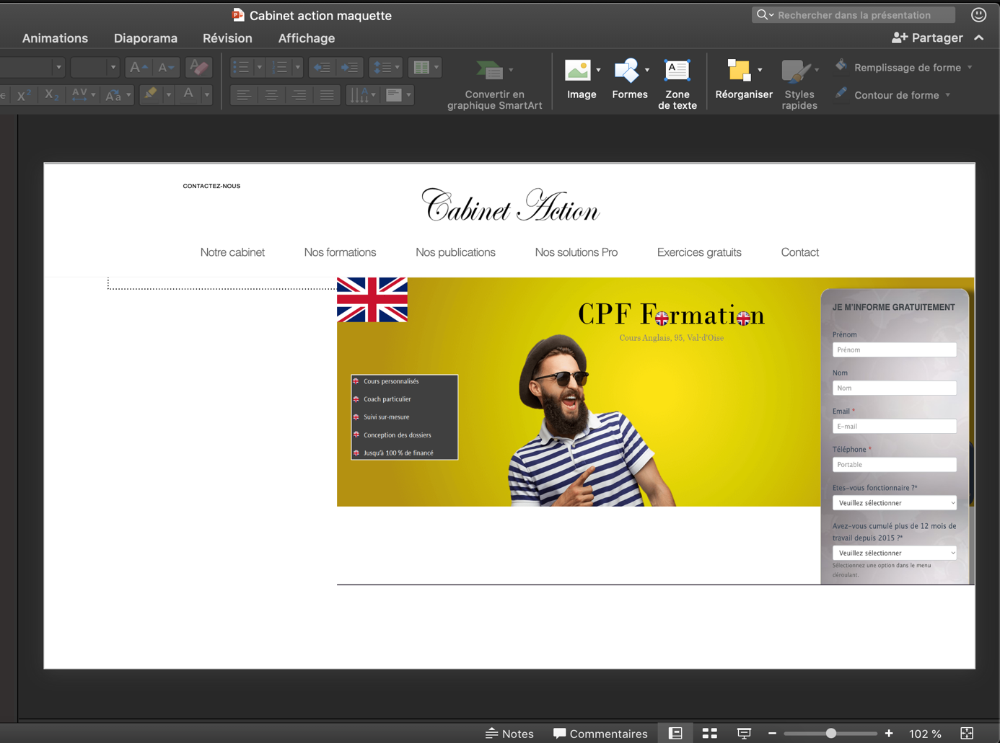 Cabinet action maquette
Rechercher dans la présentation
Animations
Diaporama
Révision
Affichage
Partager
Convertir en
graphique SmartArt
Image
Formes
Zone
de texte
Réorganiser
Styles
rapides
Remplissage de forme
Contour de forme
CONTACTEZ-NOUS
Cabinet Action
Notre cabinet
Nos formations
Nos publications
Nos solutions Pro
Exercices gratuits
Contact
CPF Formation
Cours Anglais, 95, Val-d'Oise
Cours personnalisés
Coach particulier
Suivi sur-mesure
Conception des dossiers
Jusqu'à 100 % de financé
JE M'INFORME GRATUITEMENT
Prénom
Prénom
Nom
Nom
Email *
E-mail
Téléphone *
Portable
Etes-vous fonctionnaire ?*
Veuillez sélectionner
Avez-vous cumulé plus de 12 mois de
travail depuis 2015 ?*
Veuillez sélectionner
Sélectionnez une option dans le menu
déroulant.
Notes
Commentaires
102 %